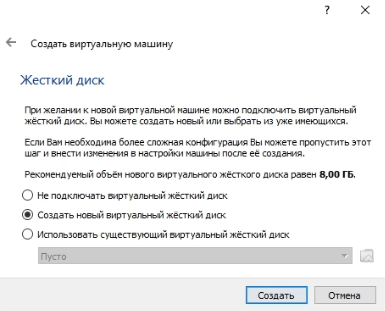 Создать виртуальную машину
Жесткий диск
При желании к новой виртуальной машине можно подключить виртуальный
жёсткий диск. Вы можете создать новый или выбрать из уже имеющихся.
Если Вам необходима более сложная конфигурация Вы можете пропустить этот
шаг и внести изменения в настройки машины после её создания.
Рекомендуемый объём нового виртуального жёсткого диска равен 8,00 ГБ.
Не подключать виртуальный жёсткий диск
Создать новый виртуальный жёсткий диск
Использовать существующий виртуальный жёсткий диск
Пусто
Создать Отмена